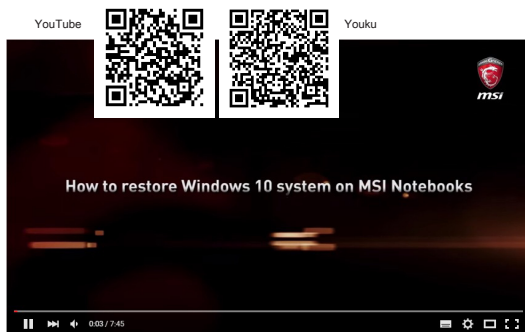 YouTube
Youku
msi
How to restore Windows 10 system on MSI Notebooks
0:03 / 7:45